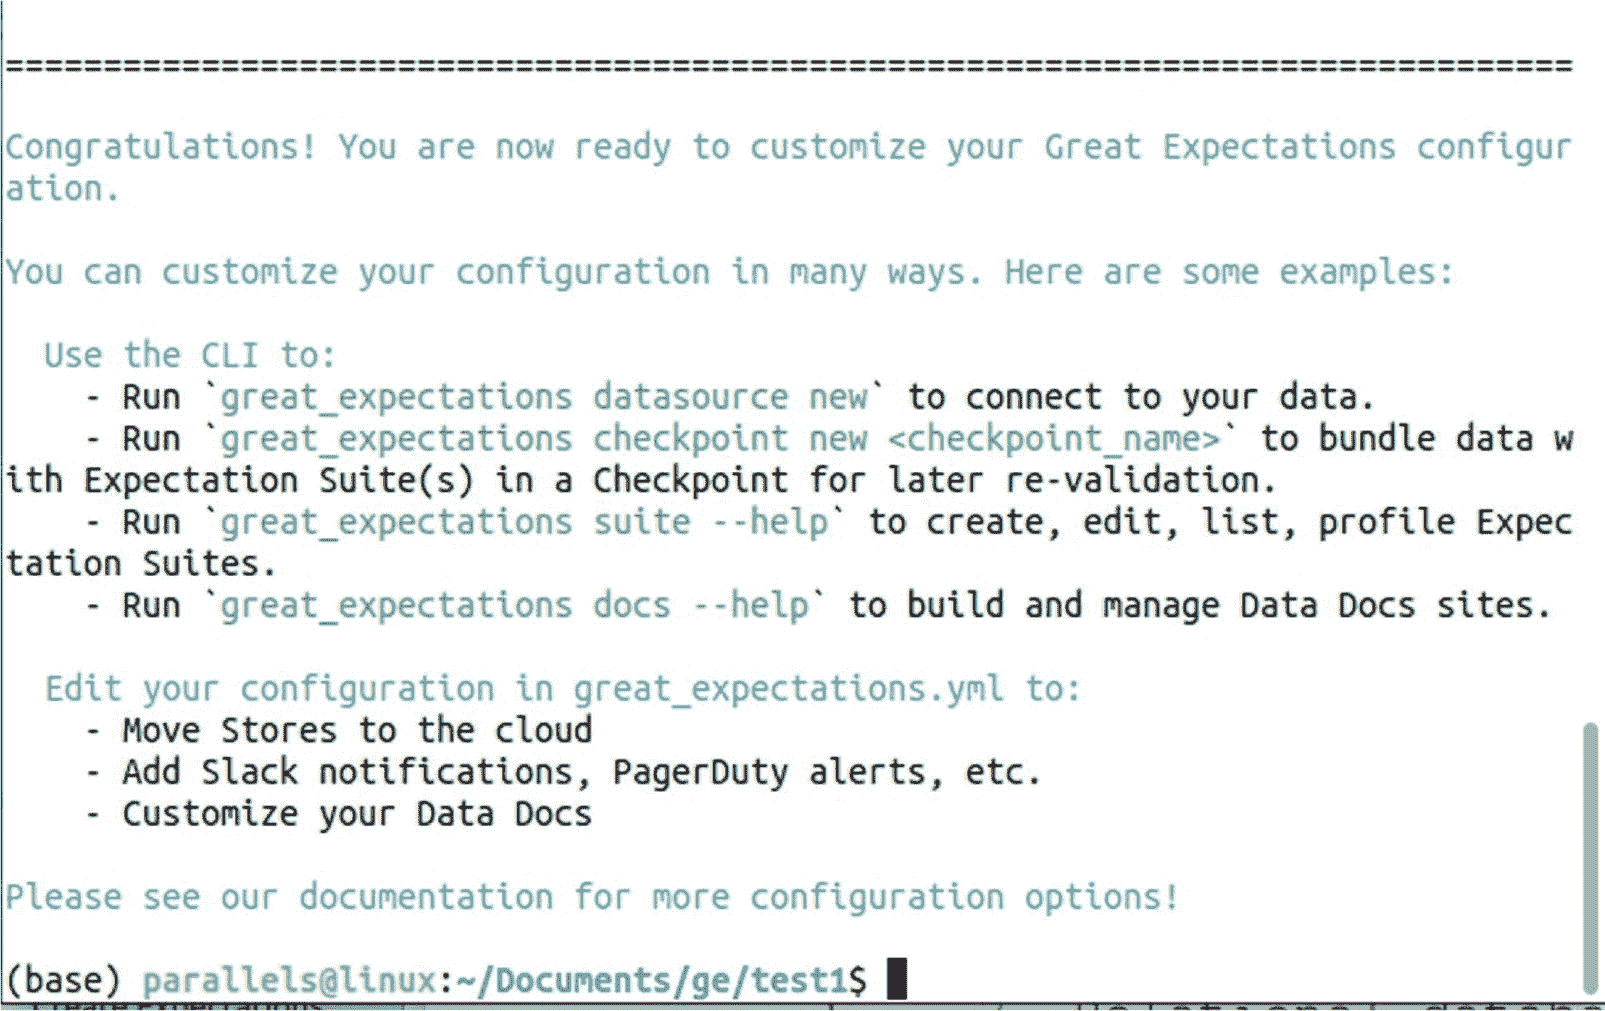 ================================================================================
Congratulations! You are now ready to customize your Great Expectations configur
ation.
You can customize your configuration in many ways. Here are some examples:
Use the CLI to:
- Run `great_expectations datasource new` to connect to your data.
- Run `great_expectations checkpoint new <checkpoint_name>` to bundle data w
ith Expectation Suite(s) in a Checkpoint for later re-validation.
- Run `great_expectations suite --help` to create, edit, list, profile Expec
tation Suites.
- Run `great_expectations docs --help` to build and manage Data Docs sites.
Edit your configuration in great_expectations.yml to:
- Move Stores to the cloud
- Add Slack notifications, PagerDuty alerts, etc.
- Customize your Data Docs
Please see our documentation for more configuration options!
(base) parallels@linux:~/Documents/ge/test1$
Create Expectations